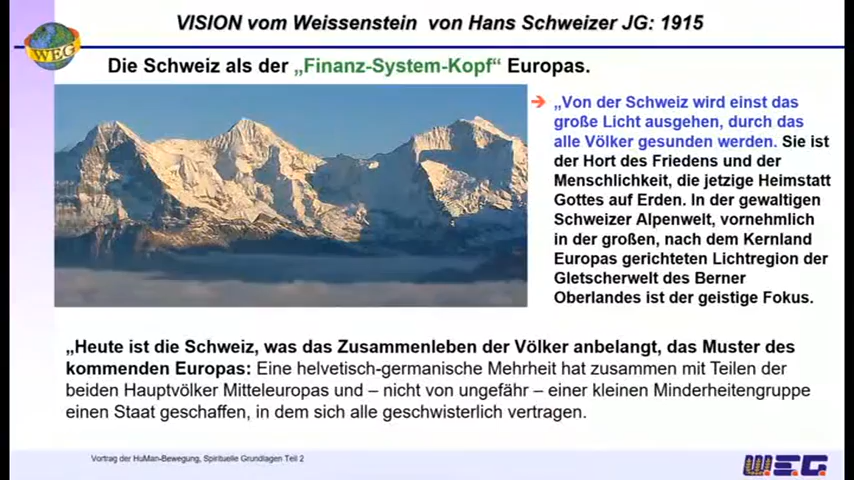 VISION vom Weissenstein von Hans Schweizer JG: 1915
WEG
Die Schweiz als der „Finanz-System-Kopf“ Europas.
„Von der Schweiz wird einst das
große Licht ausgehen, durch das
alle Völker gesunden werden. Sie ist
der Hort des Friedens und der
Menschlichkeit, die jetzige Heimstatt
Gottes auf Erden. In der gewaltigen
Schweizer Alpenwelt, vornehmlich
in der großen, nach dem Kernland
Europas gerichteten Lichtregion der
Gletscherwelt des Berner
Oberlandes ist der geistige Fokus.
„Heute ist die Schweiz, was das Zusammenleben der Völker anbelangt, das Muster des
kommenden Europas: Eine helvetisch-germanische Mehrheit hat zusammen mit Teilen der
beiden Hauptvölker Mitteleuropas und – nicht von ungefähr – einer kleinen Minderheitengruppe
einen Staat geschaffen, in dem sich alle geschwisterlich vertragen.
Vortrag der HuMan-Bewegung, Spirituelle Grundlagen Teil 2
W.E.G.